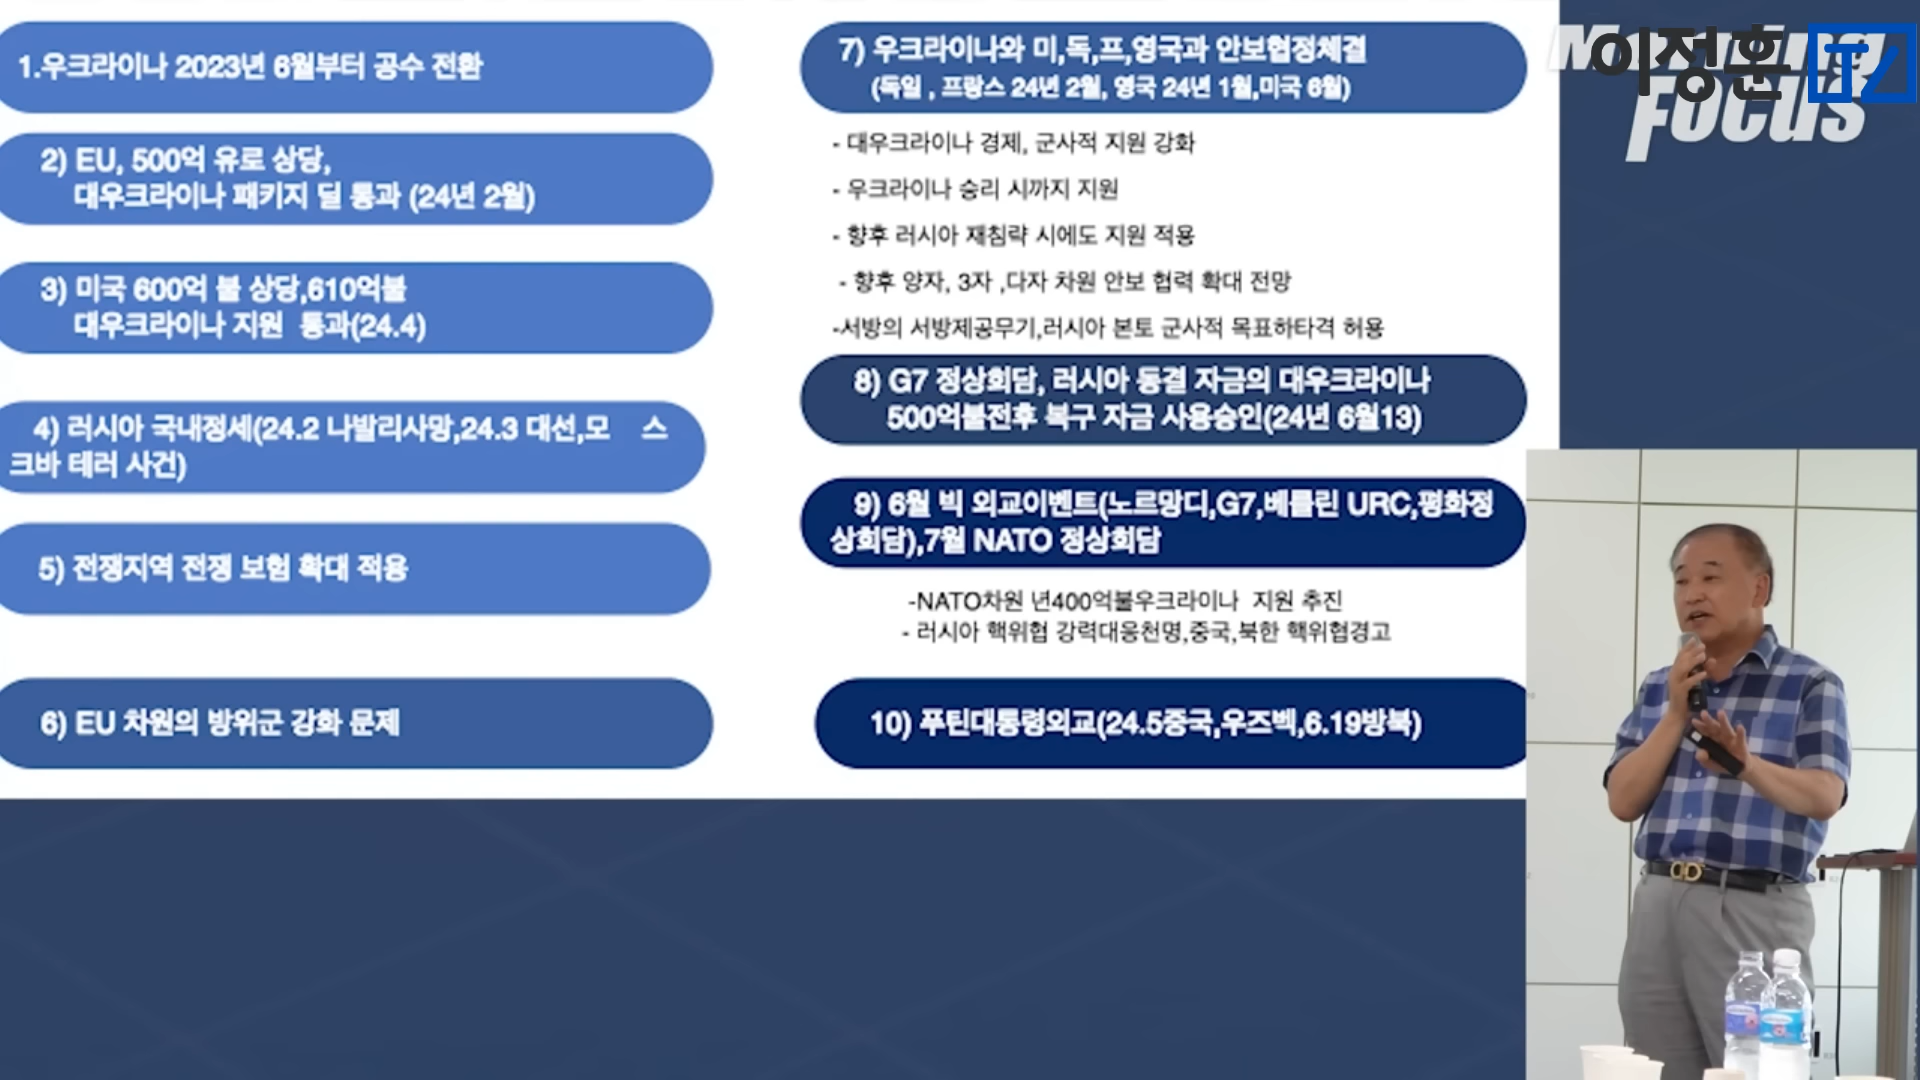 1.우크라이나 2023년 6월부터 공수 전환
2) EU, 500억 유로 상당,
대우크라이나 패키지 딜 통과 (24년 2월)
3) 미국 600억 불 상당,610억불
대우크라이나 지원 통과(24.4)
4) 러시아 국내정세(24.2 나발리사망,24.3 대선,모 스
크바 테러 사건)
5) 전쟁지역 전쟁 보험 확대 적용
6) EU 차원의 방위군 강화 문제
7) 우크라이나와 미,독,프,영국과 안보협정체결
(독일 , 프랑스 24년 2월, 영국 24년 1월,미국 6월)
- 대우크라이나 경제, 군사적 지원 강화
- 우크라이나 승리 시까지 지원
- 향후 러시아 재침략 시에도 지원 적용
- 향후 양자, 3자 ,다자 차원 안보 협력 확대 전망
-서방의 서방제공무기,러시아 본토 군사적 목표하타격 허용
8) G7 정상회담, 러시아 동결 자금의 대우크라이나
500억불전후 복구 자금 사용승인(24년 6월13)
9) 6월 빅 외교이벤트(노르망디,G7,베를린 URC,평화정
상회담),7월 NATO 정상회담
-NATO차원 년400억불우크라이나 지원 추진
- 러시아 핵위협 강력대응천명,중국,북한 핵위협경고
10) 푸틴대통령외교(24.5중국,우즈벡,6.19방북)
Morning
Focus
이정훈TV